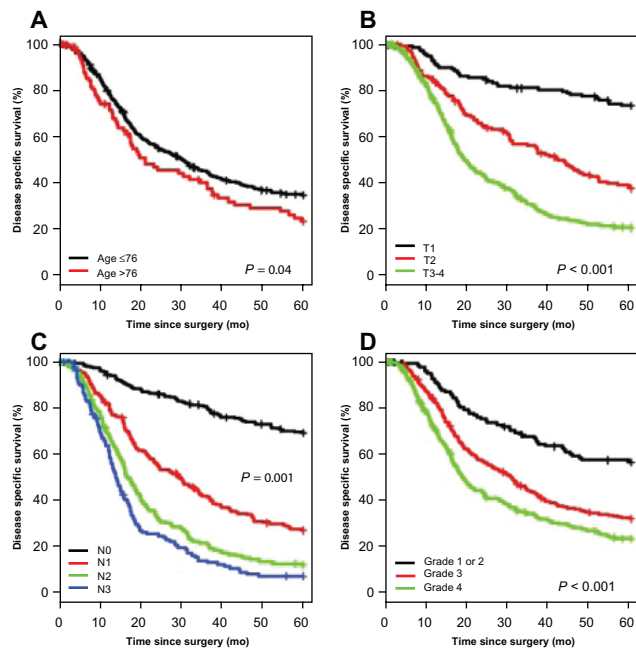 A
Disease specific survival (%)
100
80
60
40
20
0
Age ≤76
Age >76
P = 0.04
0 10 20 30 40 50 60
Time since surgery (mo)
B
Disease specific survival (%)
100
80
60
40
20
0
T1
T2
T3-4
P < 0.001
0 10 20 30 40 50 60
Time since surgery (mo)
C
Disease specific survival (%)
100
80
60
40
20
0
P = 0.001
N0
N1
N2
N3
0 10 20 30 40 50 60
Time since surgery (mo)
D
Disease specific survival (%)
100
80
60
40
20
0
Grade 1 or 2
Grade 3
Grade 4
P < 0.001
0 10 20 30 40 50 60
Time since surgery (mo)